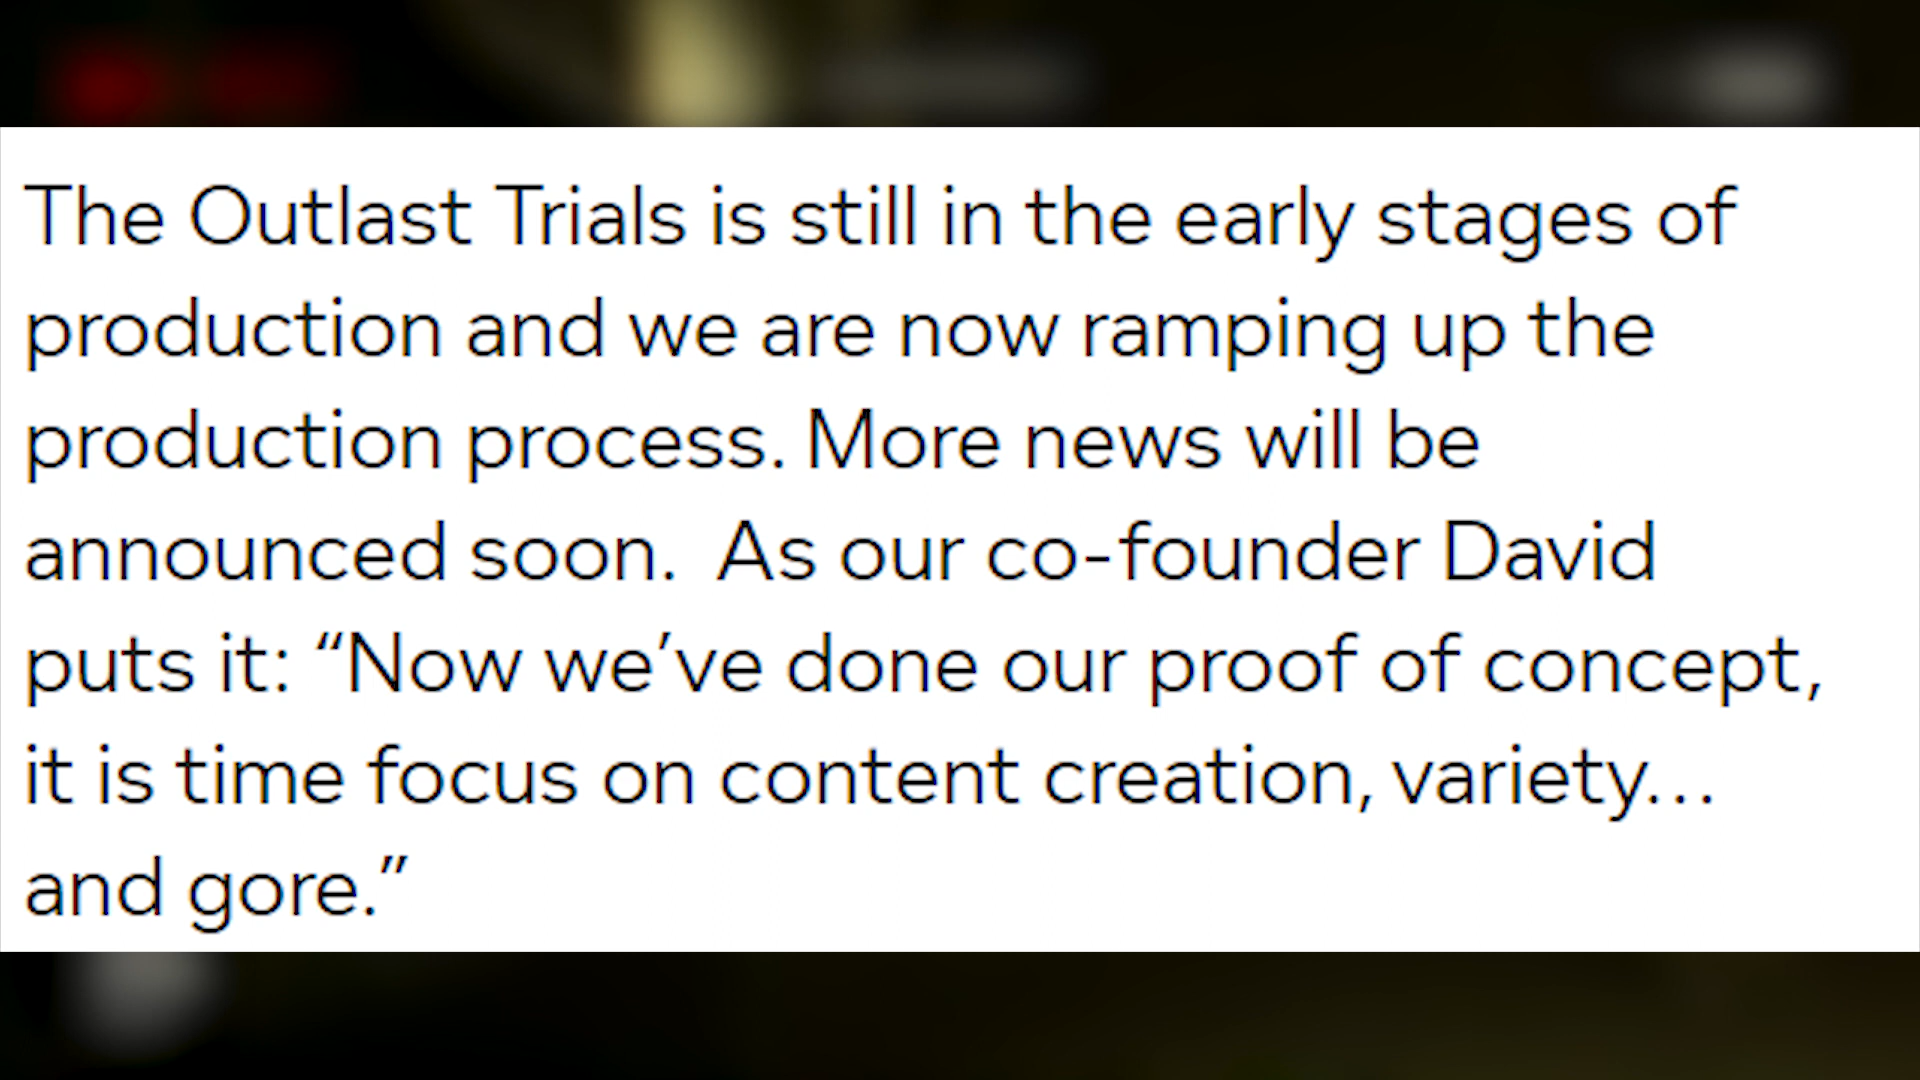 The Outlast Trials is still in the early stages of
production and we are now ramping up the
production process. More news will be
announced soon.  As our co-founder David
puts it: “Now we’ve done our proof of concept,
it is time focus on content creation, variety…
and gore.”